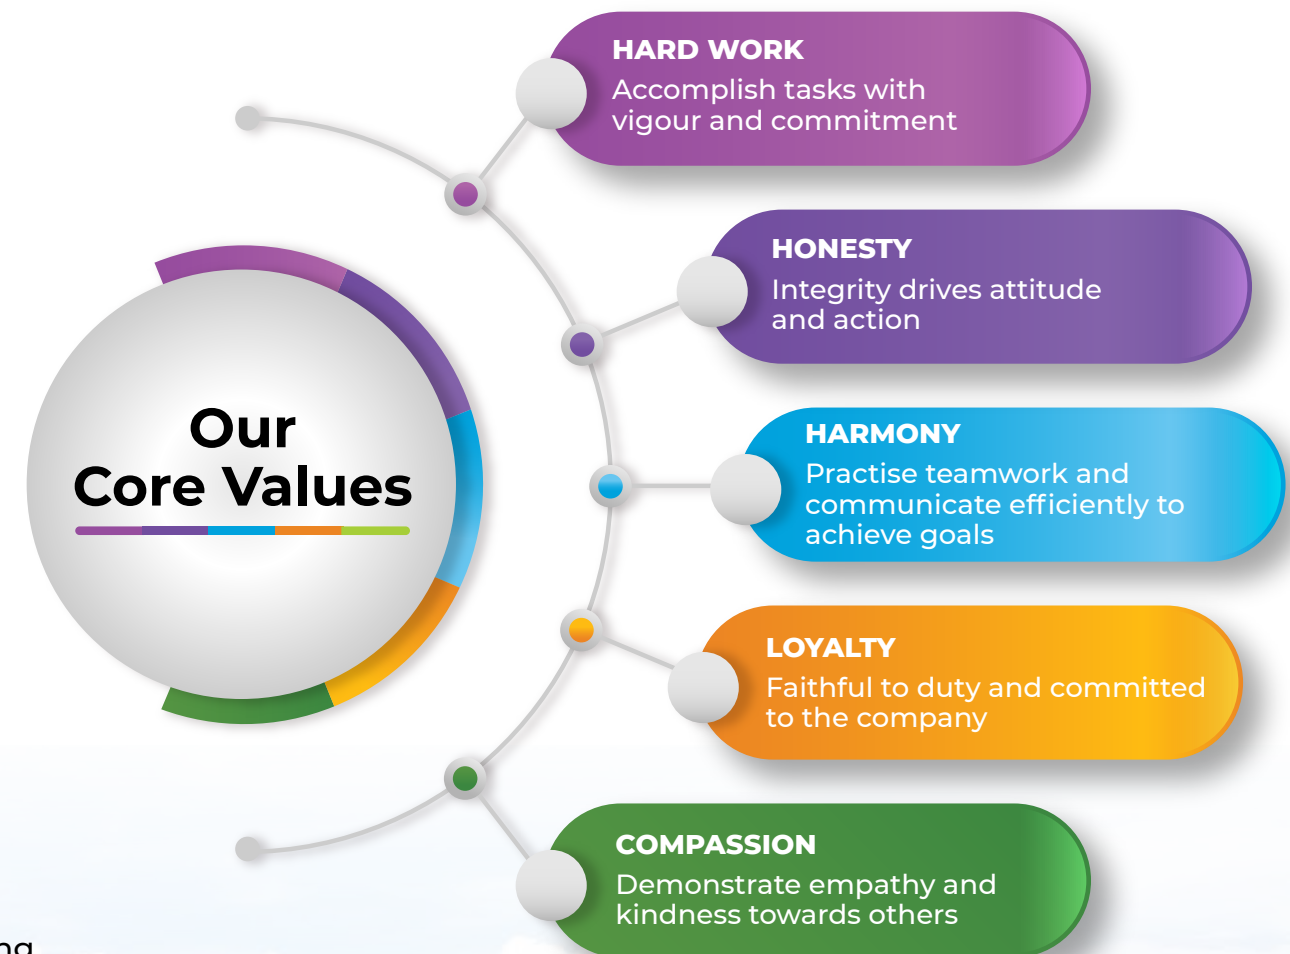 HARD WORK
Accomplish tasks with
vigour and commitment
HONESTY
Integrity drives attitude
and action
Our
Core Values
HARMONY
Practise teamwork and
communicate efficiently to
achieve goals
LOYALTY
Faithful to duty and committed
to the company
COMPASSION
Demonstrate empathy and
kindness towards others